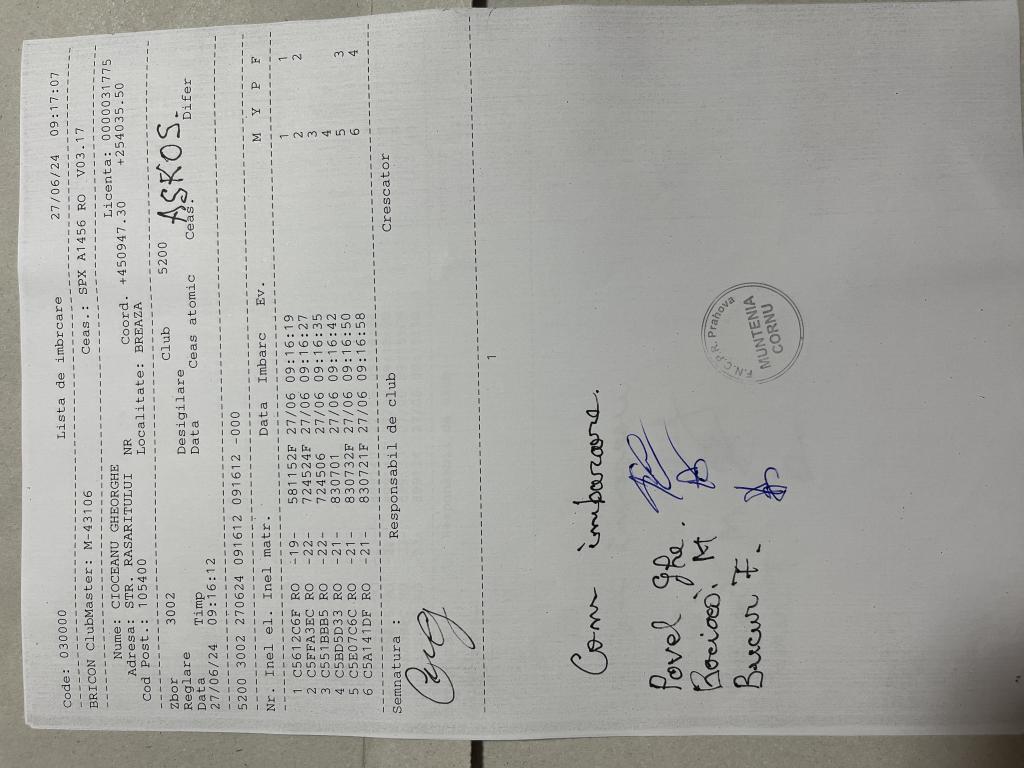 Code: 030000 Lista de imbrcare 27/06/24 09:17:07
BRICON ClubMaster: M-43106 Ceas.: SPX A1456 RO V03.17
Nume: CIOCEANU GHEORGHE Licenta: 0000031775
Adresa: STR. RASARITULUI NR Coord. +450947.30 +254035.50
Cod Post.: 105400 Localitate: BREAZA
Zbor 3002 Club 5200 ASKOS.
Reglare Desigilare
Data Timp Data Ceas atomic Ceas. Difer
27/06/24 09:16:12
5200 3002 270624 091612 091612 -000
Nr. Inel el. Inel matr. Data Imbarc Ev. M Y P F
1 C5612C6F RO -19- 581152F 27/06 09:16:19 1 1
2 C5FFA3EC RO -22- 724524F 27/06 09:16:27 2 2
3 C551BBB5 RO -22- 724506 27/06 09:16:35 3
4 C5BDBD33 RO -21- 830701 27/06 09:16:42 4
5 C5E07C6C RO -21- 830732F 27/06 09:16:50 5 3
6 C5A141DF RO -21- 830721F 27/06 09:16:58 6 4
Semnatura : Responsabil de club Crescator
1
Com imbarcare.
Pavel Ghe.
M
F.
F.N.C.P.R. Prahova
MUNTENIA
CORNU